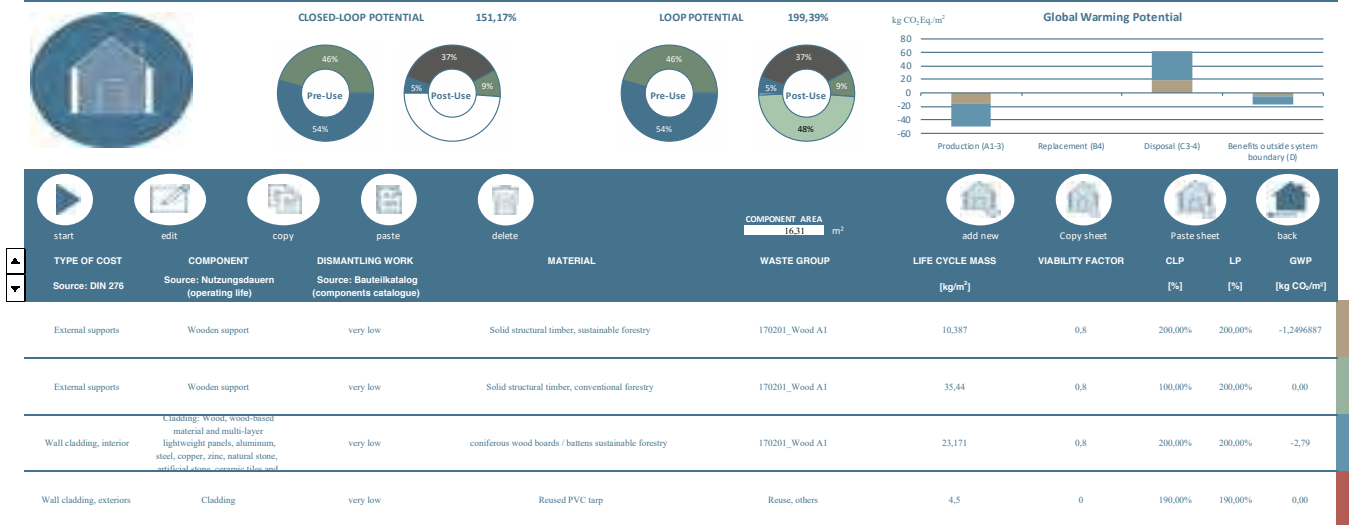 CLOSED-LOOP POTENTIAL 151,17%
LOOP POTENTIAL 199,39%
kg CO₂Eq./m²
Global Warming Potential
46%
Pre-Use
54%
37%
5%
9%
Post-Use
46%
Pre-Use
54%
37%
5%
9%
Post-Use
48%
80
60
40
20
0
-20
-40
-60
Production (A1-3)
Replacement (B4)
Disposal (C3-4)
Benefits outside system
boundary (D)
start
edit
copy
paste
delete
COMPONENT AREA
16,31 m²
add new
Copy sheet
Paste sheet
back
TYPE OF COST COMPONENT DISMANTLING WORK MATERIAL WASTE GROUP LIFE CYCLE MASS VIABILITY FACTOR CLP LP GWP
Source: DIN 276
Source: Nutzungsdauern
(operating life)
Source: Bauteilkatalog
(components catalogue)
[kg/m²] [%] [%] [kg CO₂/m²]
External supports Wooden support very low Solid structural timber, sustainable forestry 170201_Wood A1 10,387 0,8 200,00% 200,00% -1,2496887
External supports Wooden support very low Solid structural timber, conventional forestry 170201_Wood A1 35,44 0,8 100,00% 200,00% 0,00
Wall cladding, interior
Cladding: Wood, wood-based
material and multi-layer
lightweight panels, aluminum,
steel, copper, zinc, natural stone,
artificial stone, ceramic tiles and
very low coniferous wood boards / battens sustainable forestry 170201_Wood A1 23,171 0,8 200,00% 200,00% -2,79
Wall cladding, exteriors Cladding very low Reused PVC tarp Reuse, others 4,5 0 190,00% 190,00% 0,00